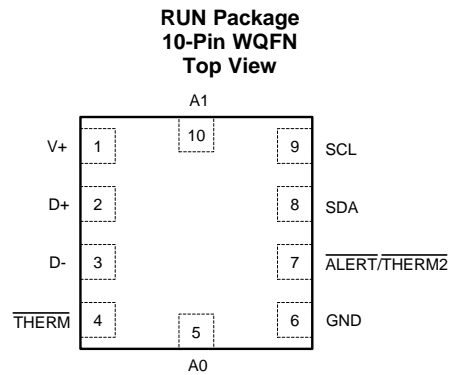 RUN Package
10-Pin WQFN
Top View
A1
10
V+ 1
9 SCL
D+ 2
8 SDA
D- 3
7 ALERT/THERM2
THERM 4
6 GND
5
A0